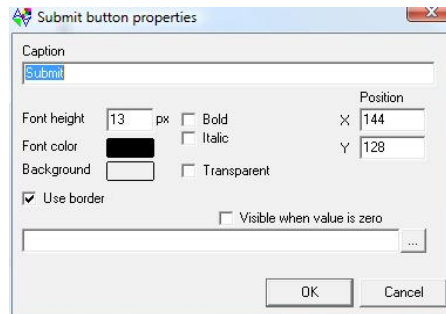 Submit button properties
Caption
Submit
Position
Font height 13 px Bold X 144
Italic
Font color Y 128
Background Transparent
Use border
Visible when value is zero
...
OK Cancel